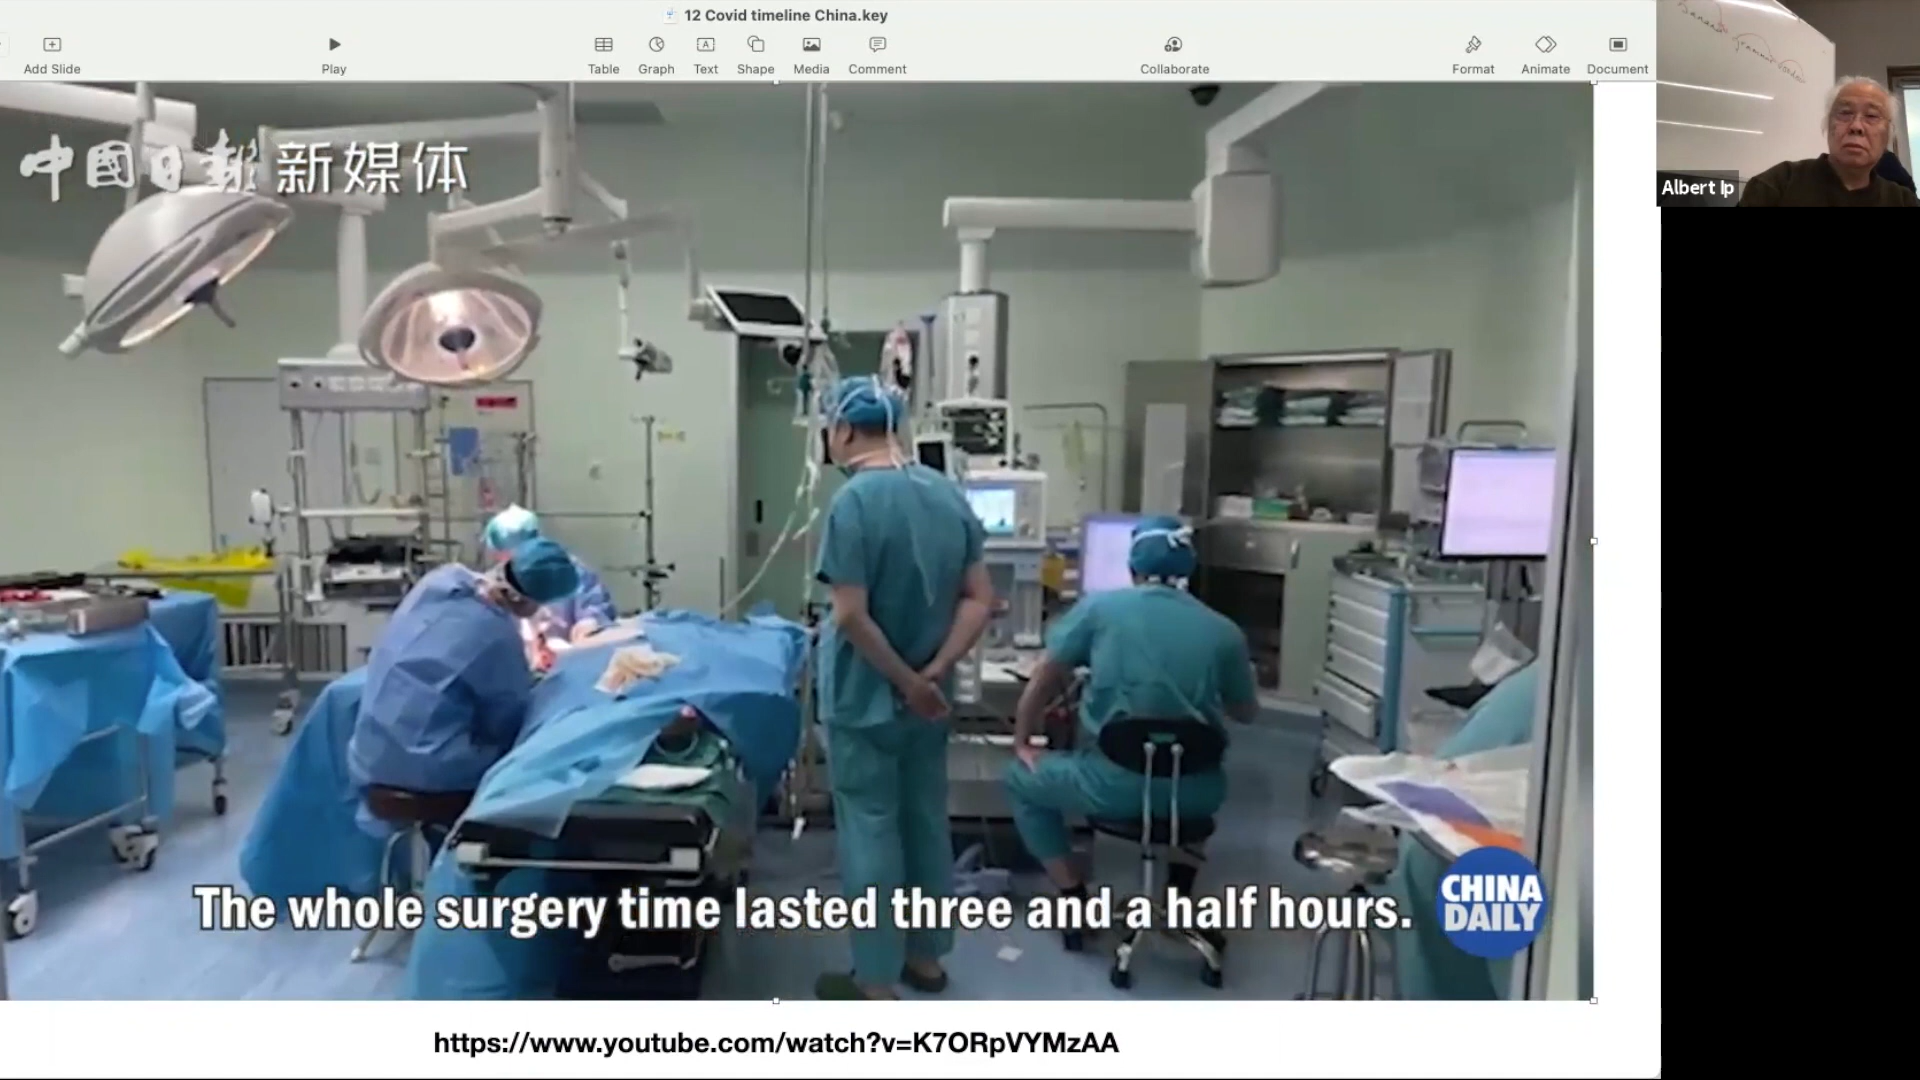 12 Covid timeline China.key
Add Slide
Play
Table
Graph
Text
Shape
Media
Comment
Collaborate
Format
Animate
Document
中國日報 新媒体
Albert Ip
The whole surgery time lasted three and a half hours.
CHINA
DAILY
https://www.youtube.com/watch?v=K7ORpVYMzAA